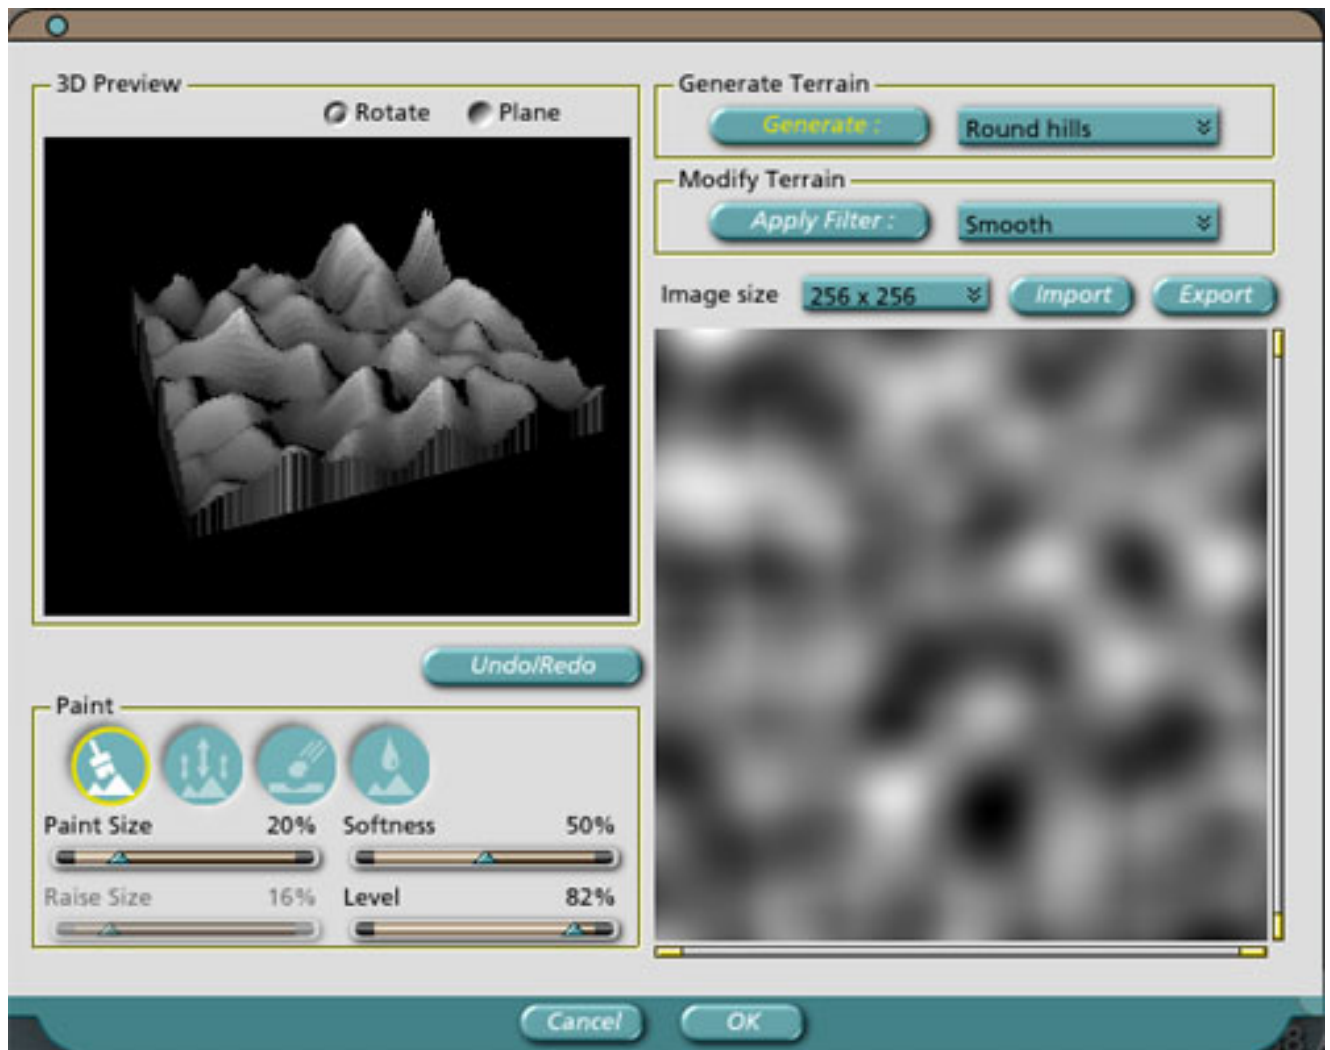 3D Preview
Rotate
Plane
Generate Terrain
Generate :
Round hills
Modify Terrain
Apply Filter :
Smooth
Image size
256 x 256
Import
Export
Undo/Redo
Paint
Paint Size 20%
Softness 50%
Raise Size 16%
Level 82%
Cancel
OK